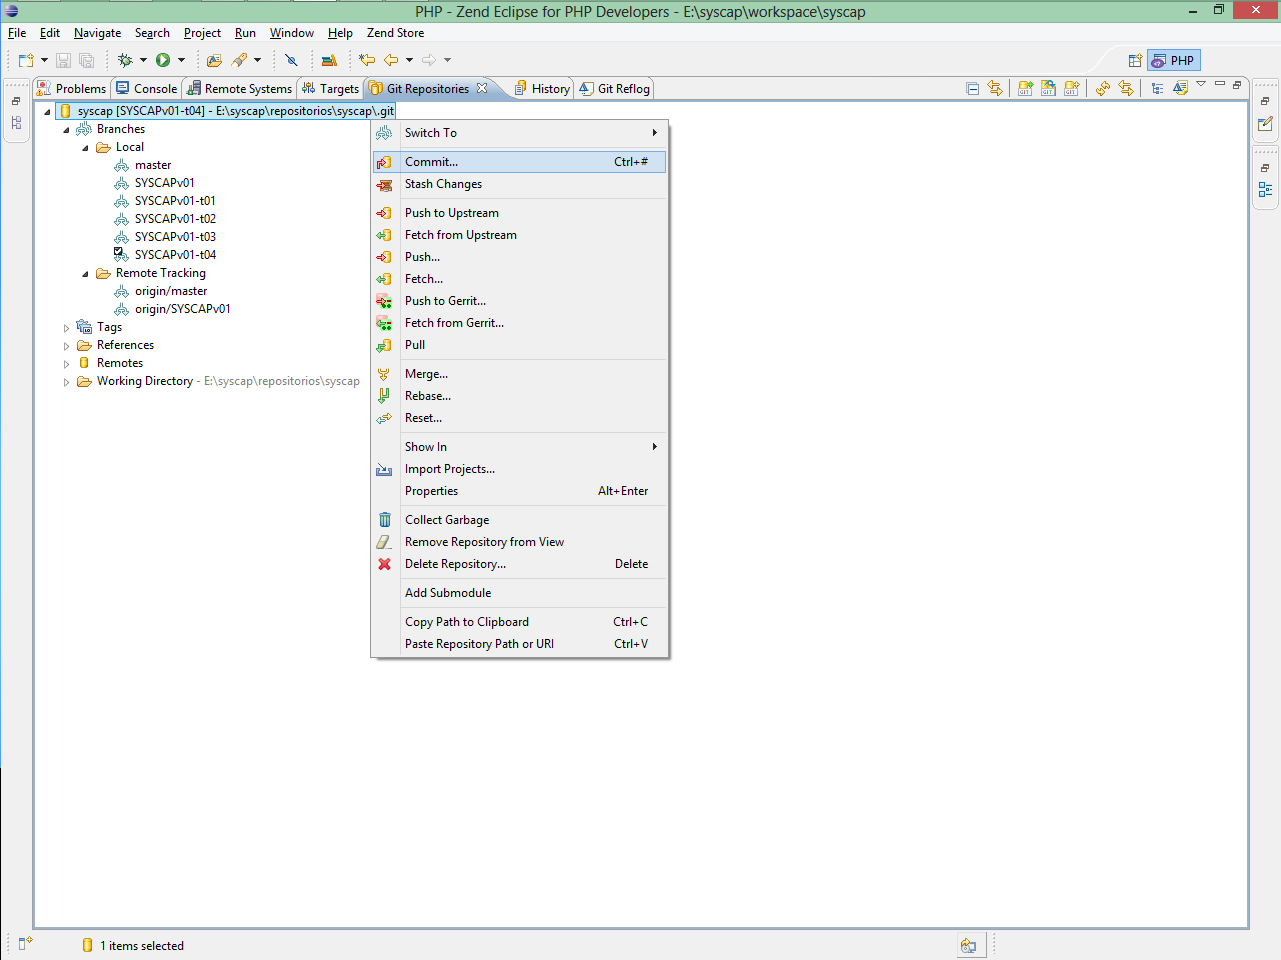 PHP - Zend Eclipse for PHP Developers - E:\syscap\workspace\syscap
File Edit Navigate Search Project Run Window Help Zend Store
PHP
Problems Console Remote Systems Targets Git Repositories History Git Reflog
syscap [SYSCAPv01-t04] - E:\syscap\repositorios\syscap\.git
Branches
Local
master
SYSCAPv01
SYSCAPv01-t01
SYSCAPv01-t02
SYSCAPv01-t03
SYSCAPv01-t04
Remote Tracking
origin/master
origin/SYSCAPv01
Tags
References
Remotes
Working Directory - E:\syscap\repositorios\syscap
Switch To
Commit... Ctrl+#
Stash Changes
Push to Upstream
Fetch from Upstream
Push...
Fetch...
Push to Gerrit...
Fetch from Gerrit...
Pull
Merge...
Rebase...
Reset...
Show In
Import Projects...
Properties Alt+Enter
Collect Garbage
Remove Repository from View
Delete Repository... Delete
Add Submodule
Copy Path to Clipboard Ctrl+C
Paste Repository Path or URI Ctrl+V
1 items selected